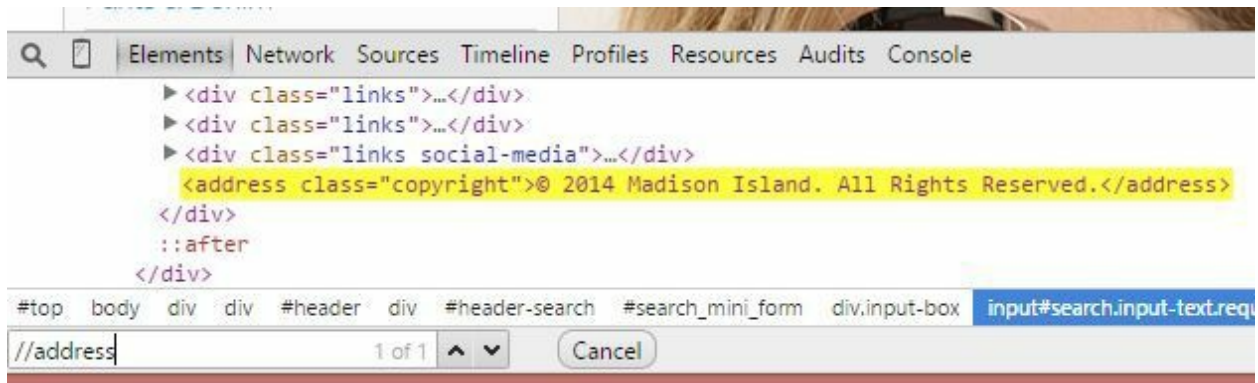 Elements Network Sources Timeline Profiles Resources Audits Console
<div class="links">…</div>
<div class="links">…</div>
<div class="links social-media">…</div>
<address class="copyright">© 2014 Madison Island. All Rights Reserved.</address>
</div>
::after
</div>
#top body div div #header div #header-search #search_mini_form div.input-box input#search.input-text.requ
//address 1 of 1 Cancel